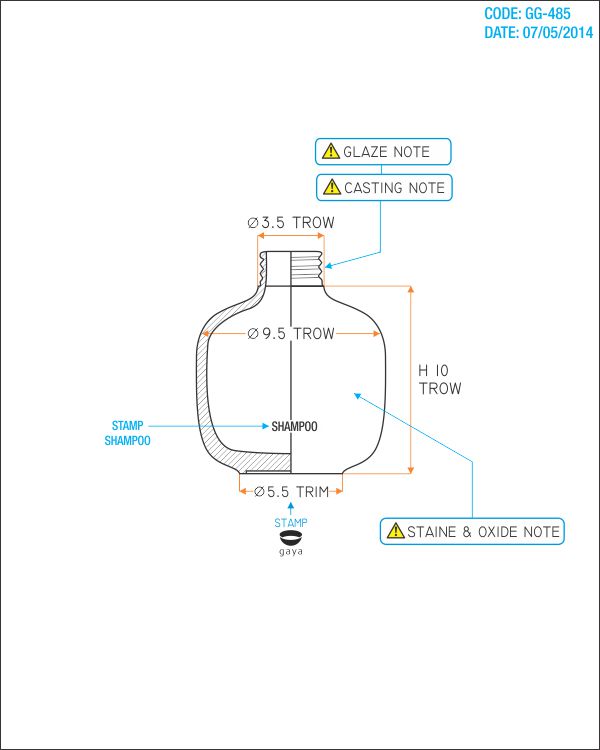 CODE: GG-485
DATE: 07/05/2014
GLAZE NOTE
CASTING NOTE
Ø3.5 TROW
Ø9.5 TROW
H 10
TROW
STAMP
SHAMPOO
SHAMPOO
Ø5.5 TRIM
STAMP
gaya
STAINE & OXIDE NOTE